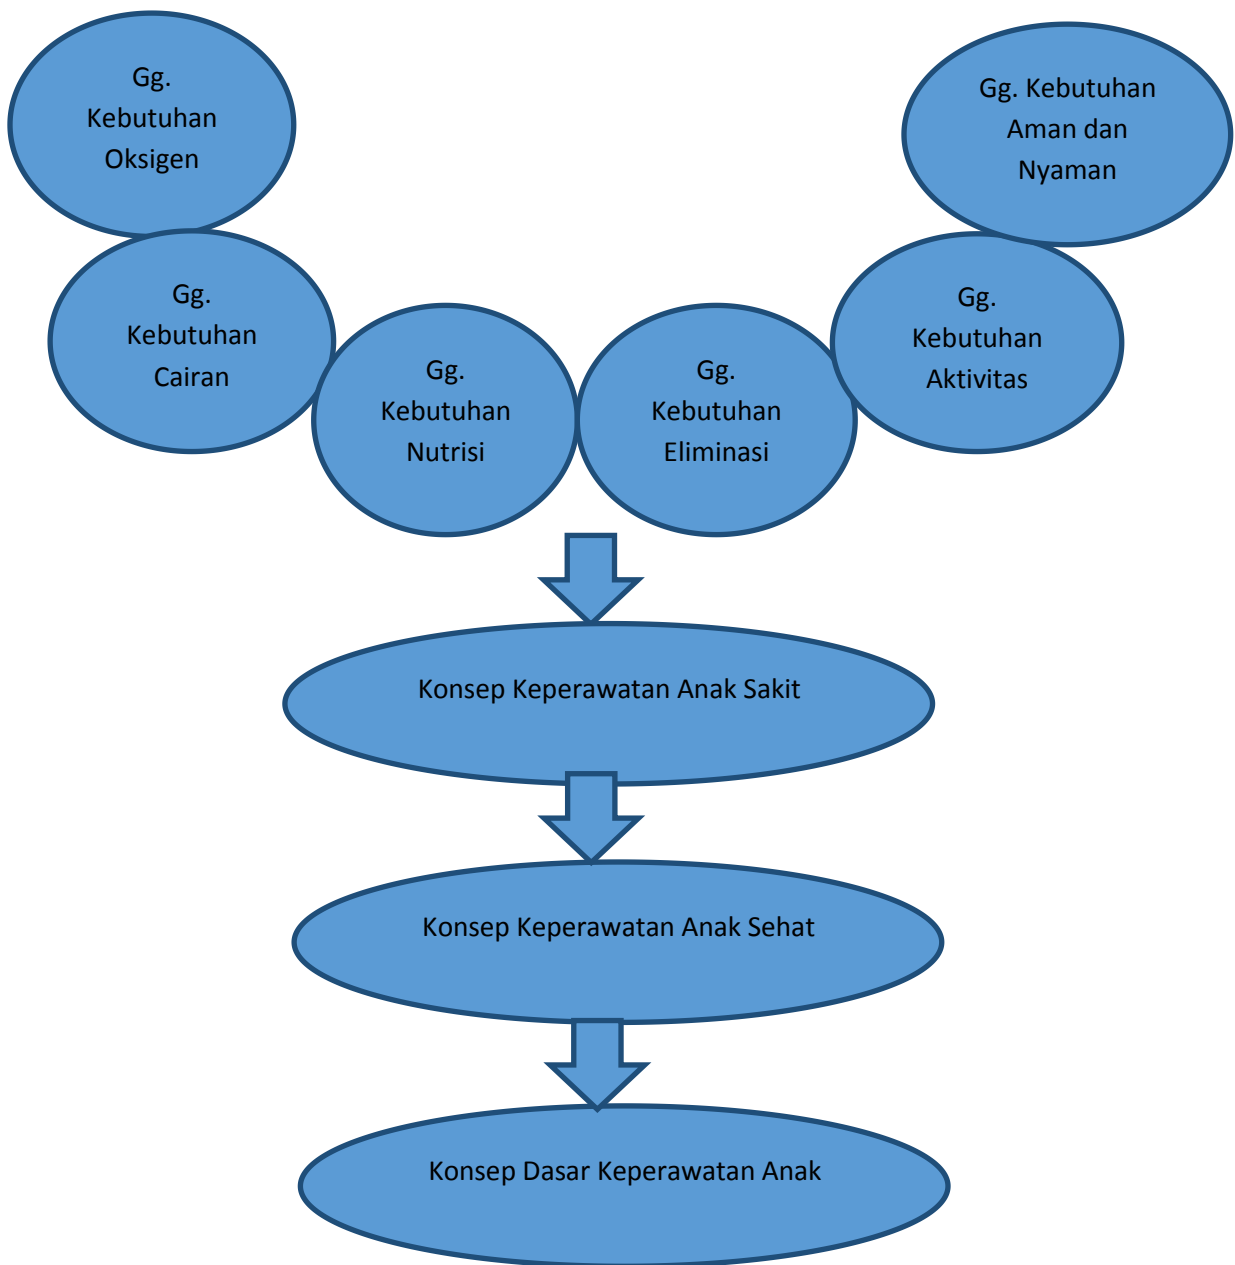 Gg.
Kebutuhan
Oksigen
Gg. Kebutuhan
Aman dan
Nyaman
Gg.
Kebutuhan
Cairan
Gg.
Kebutuhan
Aktivitas
Gg.
Kebutuhan
Nutrisi
Gg.
Kebutuhan
Eliminasi
Konsep Keperawatan Anak Sakit
Konsep Keperawatan Anak Sehat
Konsep Dasar Keperawatan Anak